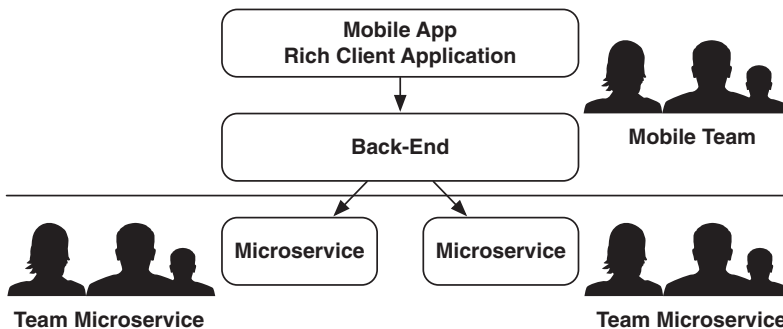 Mobile App
Rich Client Application
Mobile Team
Back-End
Microservice
Microservice
Team Microservice
Team Microservice